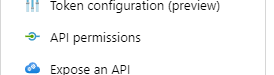 Token configuration (preview)
API permissions
Expose an API